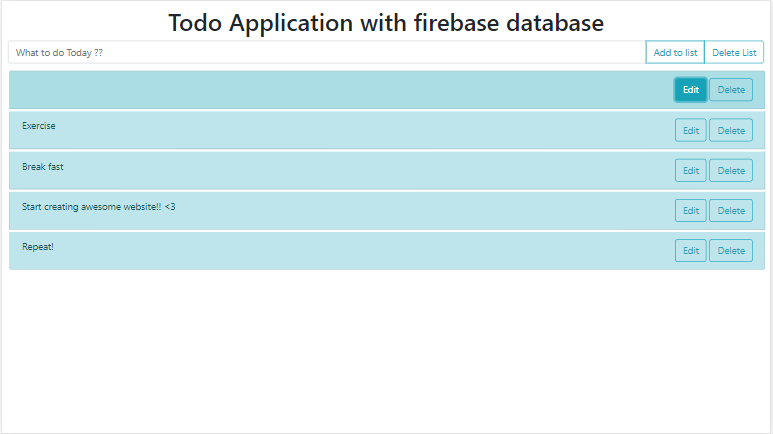 Todo Application with firebase database
What to do Today ?? Add to list Delete List
Edit Delete
Exercise Edit Delete
Break fast Edit Delete
Start creating awesome website!! <3 Edit Delete
Repeat! Edit Delete